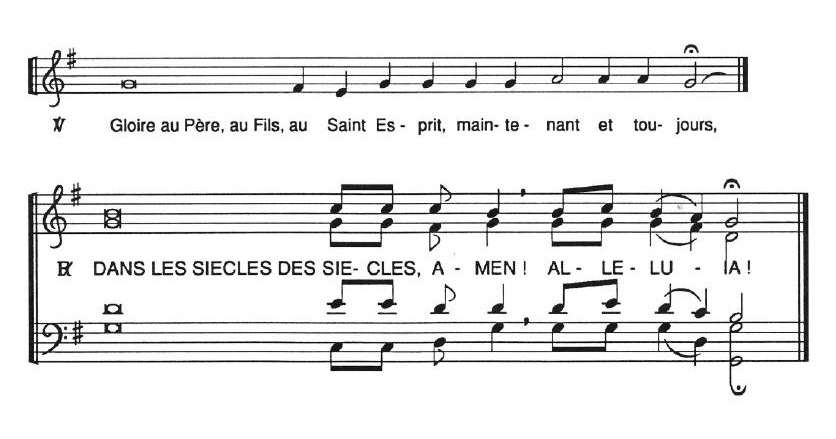 ℣ Gloire au Père, au Fils, au Saint Es - prit, main - te - nant et tou - jours,
℟ DANS LES SIECLES DES SIE - CLES, A - MEN ! AL - LE - LU - IA !